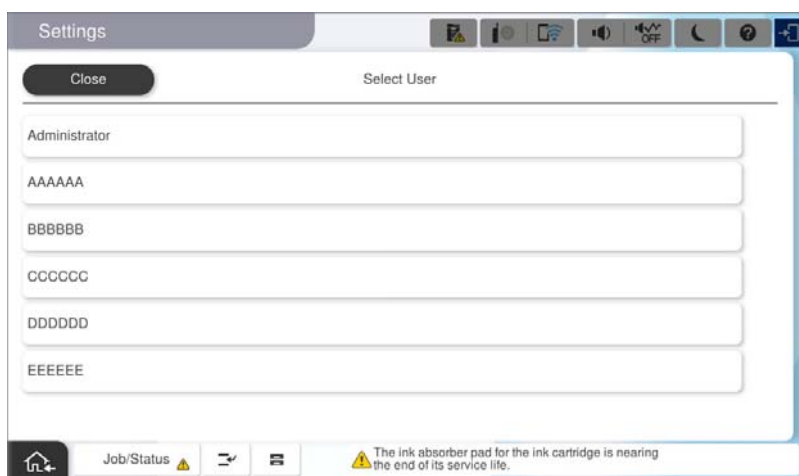 Settings
OFF
?
Close
Select User
Administrator
AAAAAA
BBBBBB
CCCCCC
DDDDDD
EEEEEE
Job/Status
The ink absorber pad for the ink cartridge is nearing
the end of its service life.